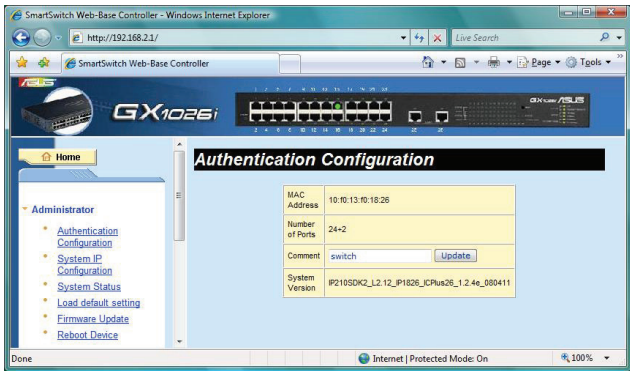 SmartSwitch Web-Base Controller - Windows Internet Explorer
http://192.168.2.1/
Live Search
SmartSwitch Web-Base Controller
Page
Tools
ASUS
GX1026i
ASUS
Home
Authentication Configuration
Administrator
Authentication
Configuration
System IP
Configuration
System Status
Load default setting
Firmware Update
Reboot Device
MAC
Address
10:f0:13:f0:18:26
Number
of Ports
24+2
Comment
switch
Update
System
Version
IP210SDK2_L2.12_IP1826_ICPlus26_1.2.4e_080411
Done
Internet | Protected Mode: On
100%